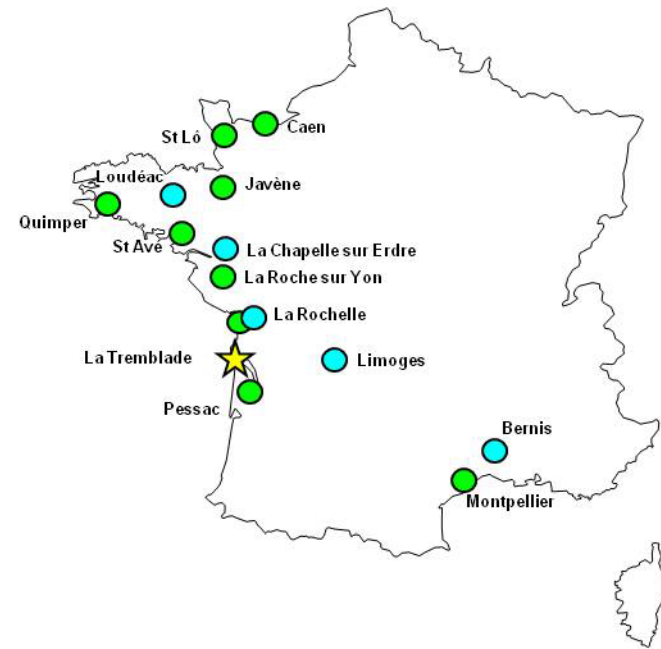 Caen
St Lô
Loudéac
Javène
Quimper
St Avé
La Chapelle sur Erdre
La Roche sur Yon
La Rochelle
La Tremblade
Limoges
Pessac
Bernis
Montpellier